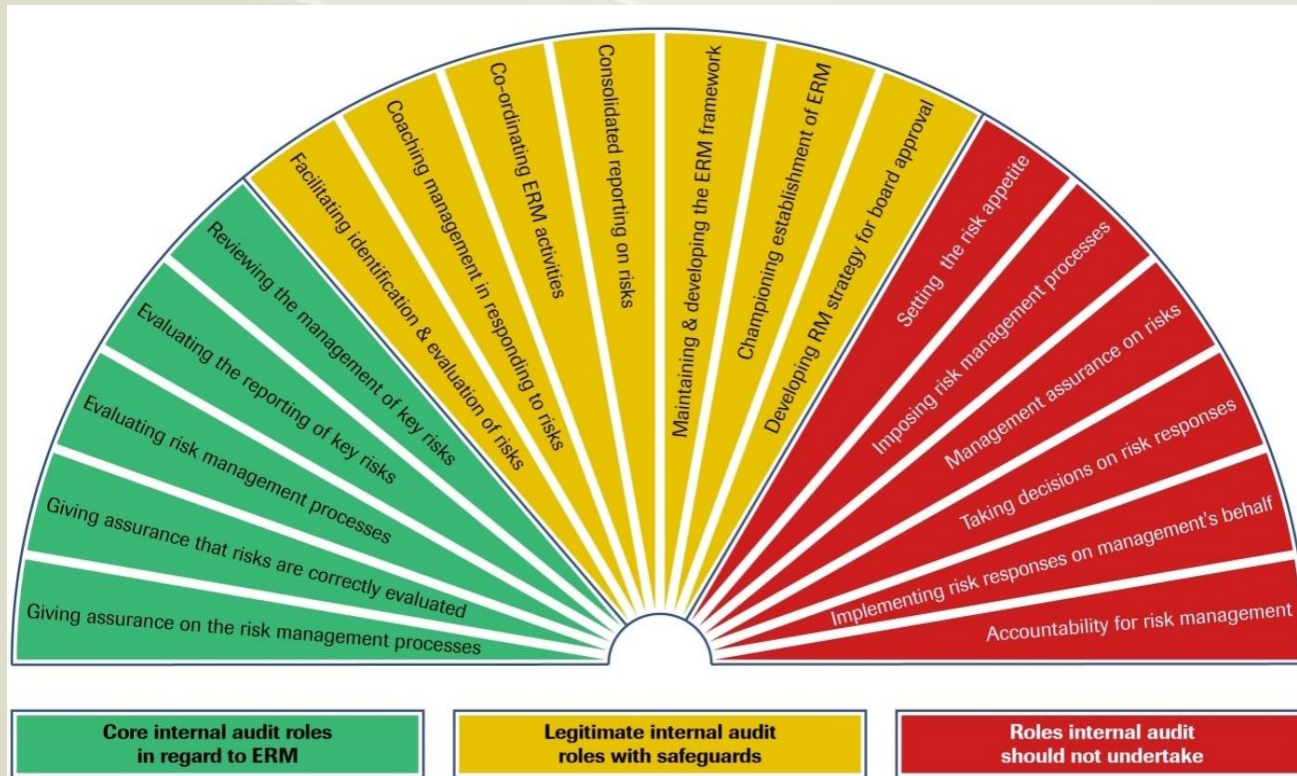 Giving assurance on the risk management processes
Giving assurance that risks are correctly evaluated
Evaluating risk management processes
Evaluating the reporting of key risks
Reviewing the management of key risks
Facilitating identification & evaluation of risks
Coaching management in responding to risks
Co-ordinating ERM activities
Consolidated reporting on risks
Maintaining & developing the ERM framework
Championing establishment of ERM
Developing RM strategy for board approval
Setting the risk appetite
Imposing risk management processes
Management assurance on risks
Taking decisions on risk responses
Implementing risk responses on management's behalf
Accountability for risk management
Core internal audit roles
in regard to ERM
Legitimate internal audit
roles with safeguards
Roles internal audit
should not undertake